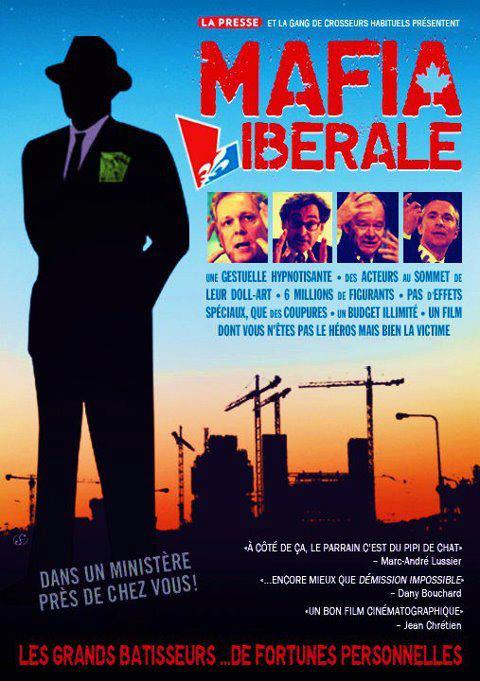 LA PRESSE ET LA GANG DE CROSSEURS HABITUELS PRÉSENTENT
MAFIA
LIBERALE
UNE GESTUELLE HYPNOTISANTE • DES ACTEURS AU SOMMET DE
LEUR DOLL-ART • 6 MILLIONS DE FIGURANTS • PAS D'EFFETS
SPÉCIAUX, QUE DES COUPURES • UN BUDGET ILLIMITÉ • UN FILM
DONT VOUS N'ÊTES PAS LE HÉROS MAIS BIEN LA VICTIME
«À CÔTÉ DE ÇA, LE PARRAIN C'EST DU PIPI DE CHAT»
– Marc-André Lussier
«...ENCORE MIEUX QUE DÉMISSION IMPOSSIBLE»
– Dany Bouchard
«UN BON FILM CINÉMATOGRAPHIQUE»
– Jean Chrétien
DANS UN MINISTÈRE
PRÈS DE CHEZ VOUS!
LES GRANDS BATISSEURS ...DE FORTUNES PERSONNELLES